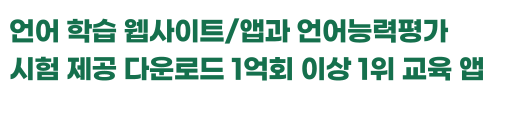 언어 학습 웹사이트/앱과 언어능력평가
시험 제공 다운로드 1억회 이상 1위 교육 앱